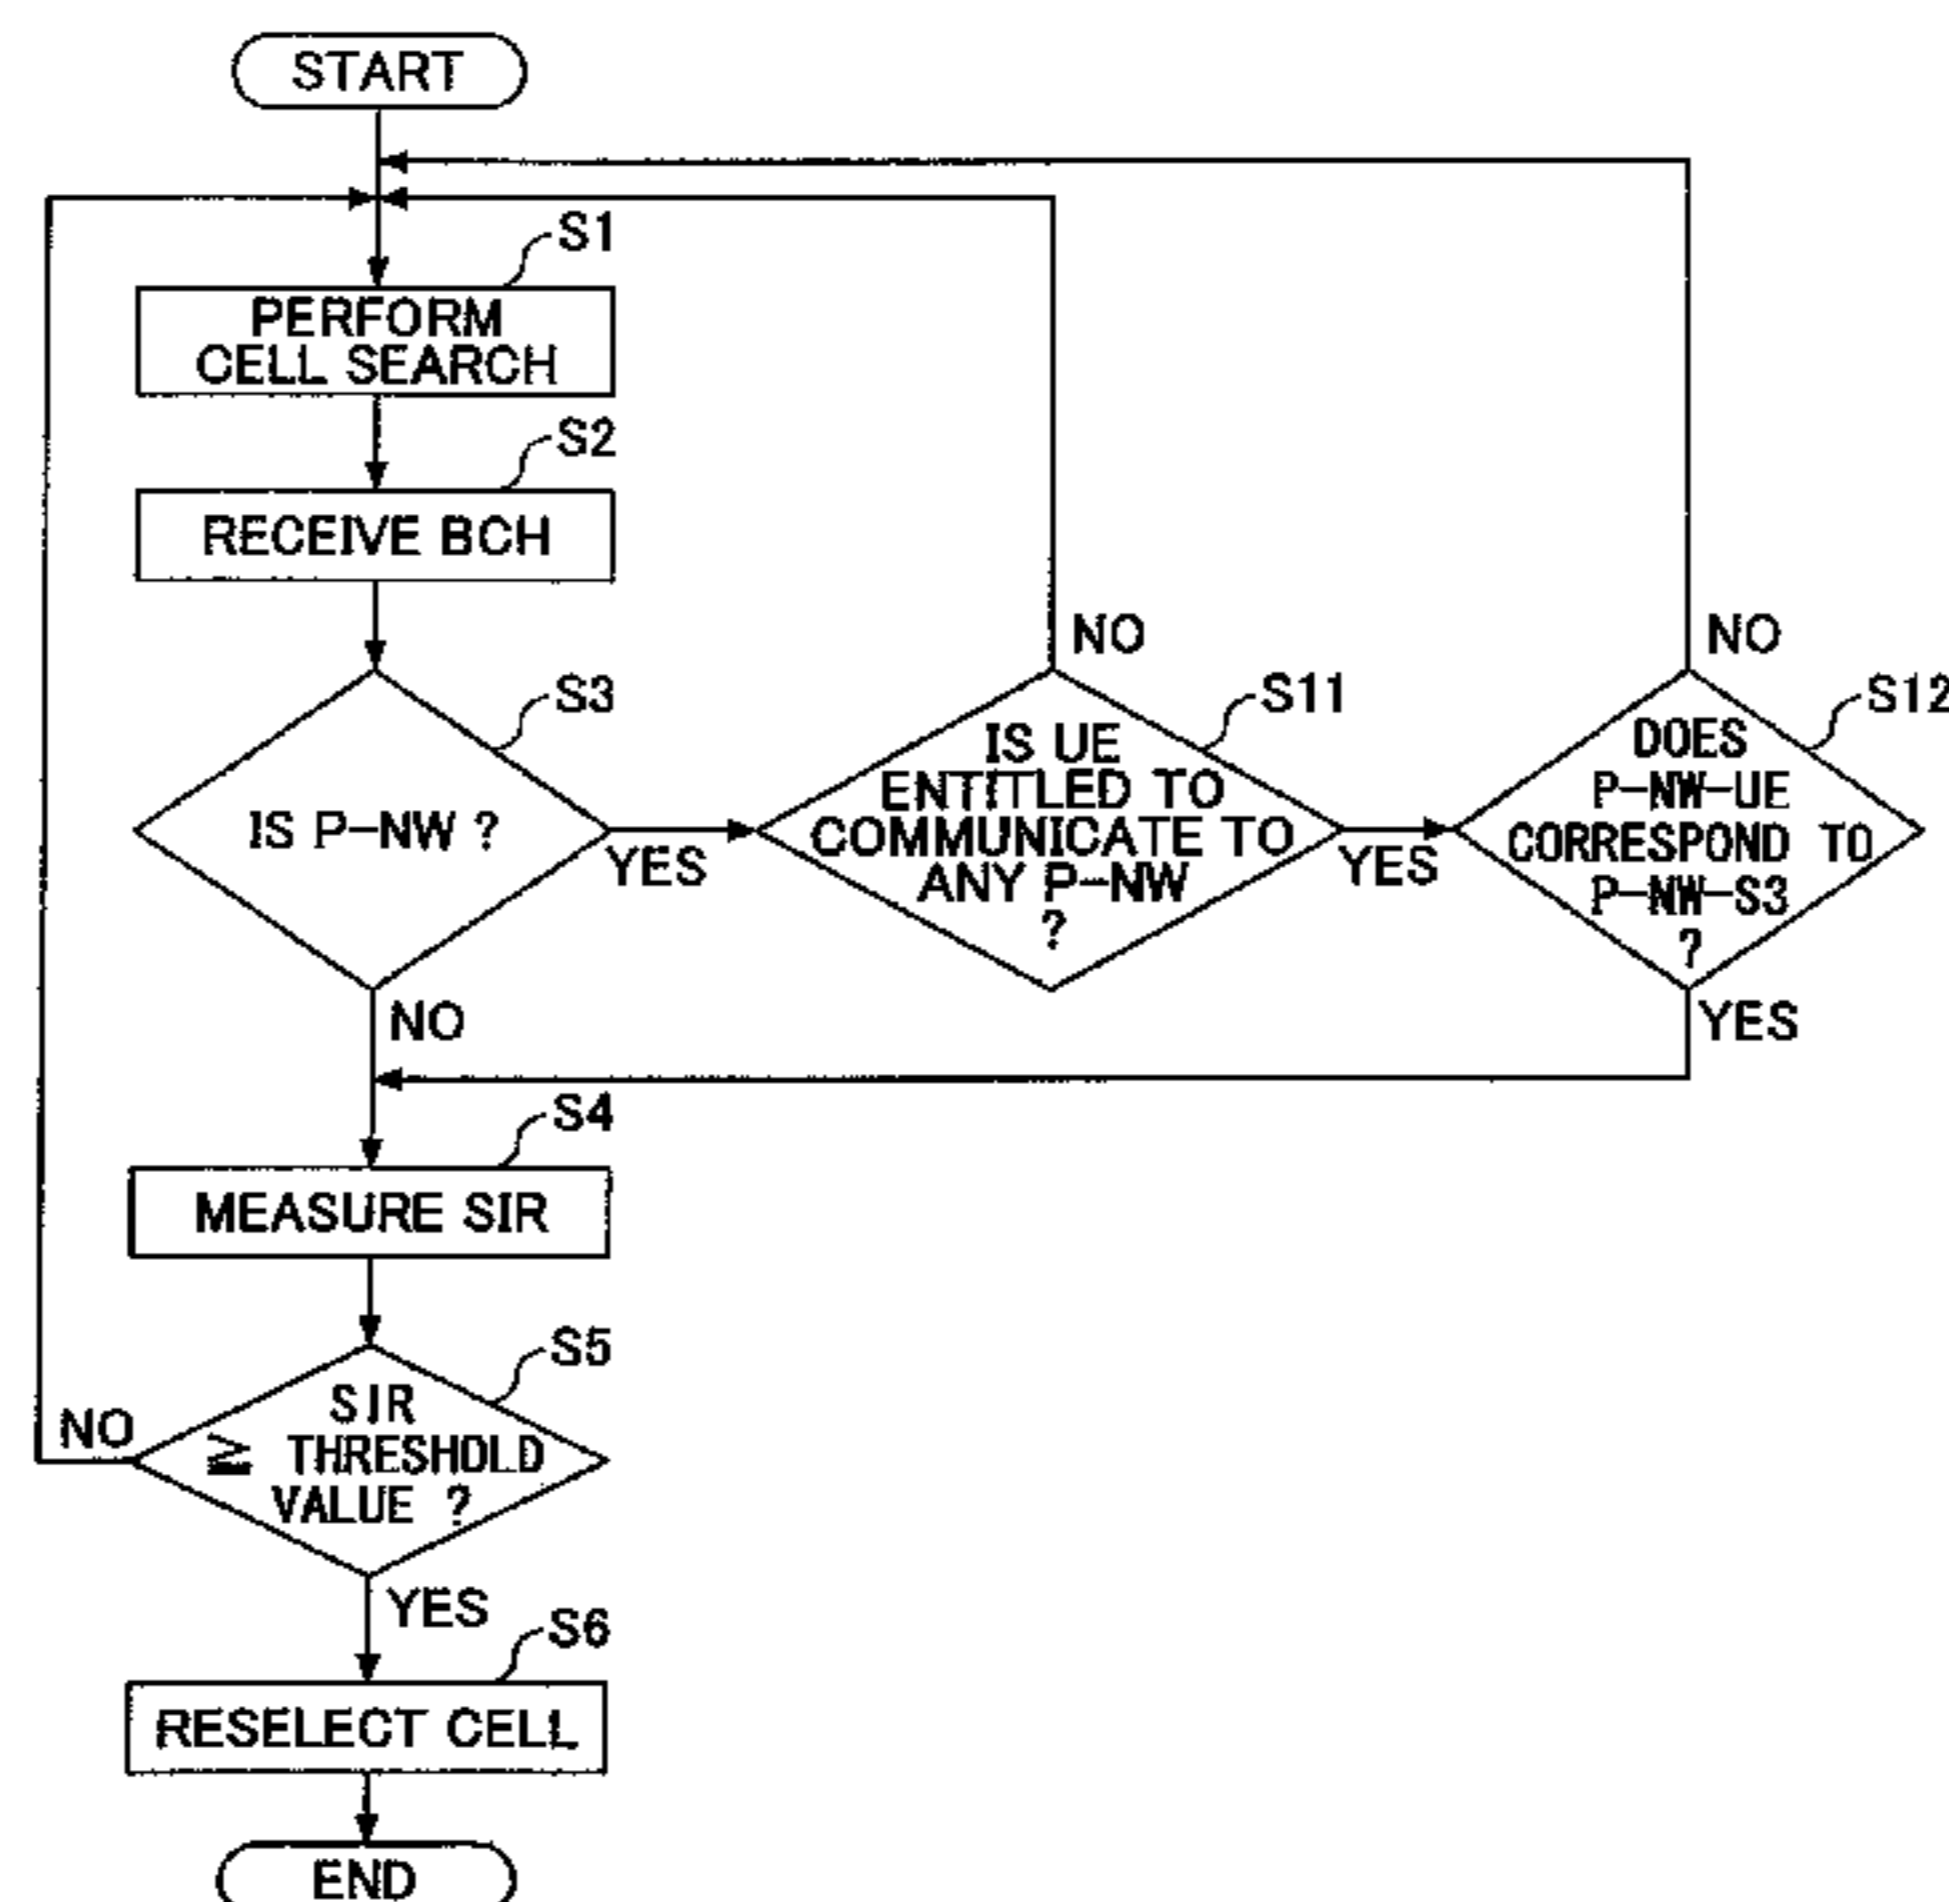 START
S1
PERFORM
CELL SEARCH
S2
RECEIVE BCH
NO
NO
S3
S11
S12
IS P-NW ?
YES
IS UE
ENTITLED TO
COMMUNICATE TO
ANY P-NW
?
YES
DOES
P-NW-UE
CORRESPOND TO
P-NW-S3
?
NO
YES
S4
MEASURE SIR
S5
NO
SIR
≧ THRESHOLD
VALUE ?
YES
S6
RESELECT CELL
END